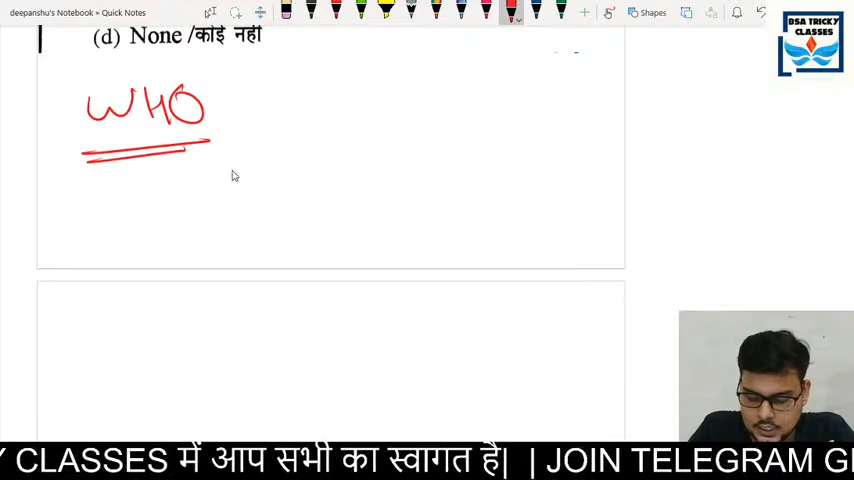 deepanshu's Notebook » Quick Notes
Shapes
BSA TRICKY
CLASSES
(d) None /कोई नहीं
WHO
Y CLASSES में आप सभी का स्वागत है| | JOIN TELEGRAM G